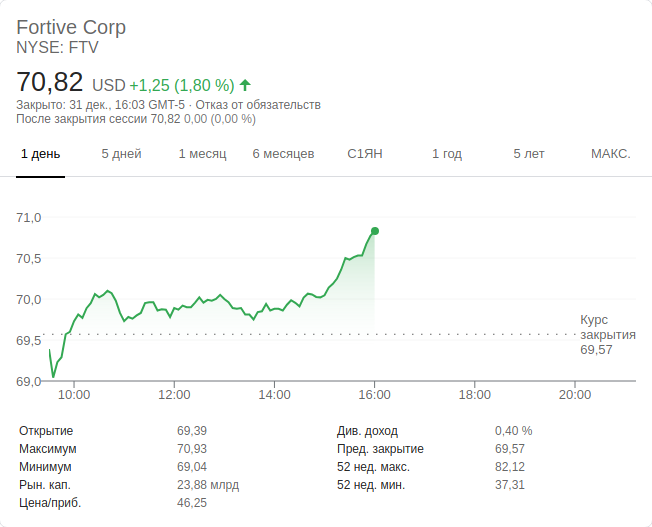 Fortive Corp
NYSE: FTV
70,82 USD +1,25 (1,80 %)
Закрыто: 31 дек., 16:03 GMT-5 · Отказ от обязательств
После закрытия сессии 70,82 0,00 (0,00 %)
1 день 5 дней 1 месяц 6 месяцев С1ЯН 1 год 5 лет МАКС.
71,0
70,5
70,0
69,5
69,0
Курс
закрытия
69,57
10:00 12:00 14:00 16:00 18:00 20:00
Открытие 69,39 Див. доход 0,40 %
Максимум 70,93 Пред. закрытие 69,57
Минимум 69,04 52 нед. макс. 82,12
Рын. кап. 23,88 млрд 52 нед. мин. 37,31
Цена/приб. 46,25